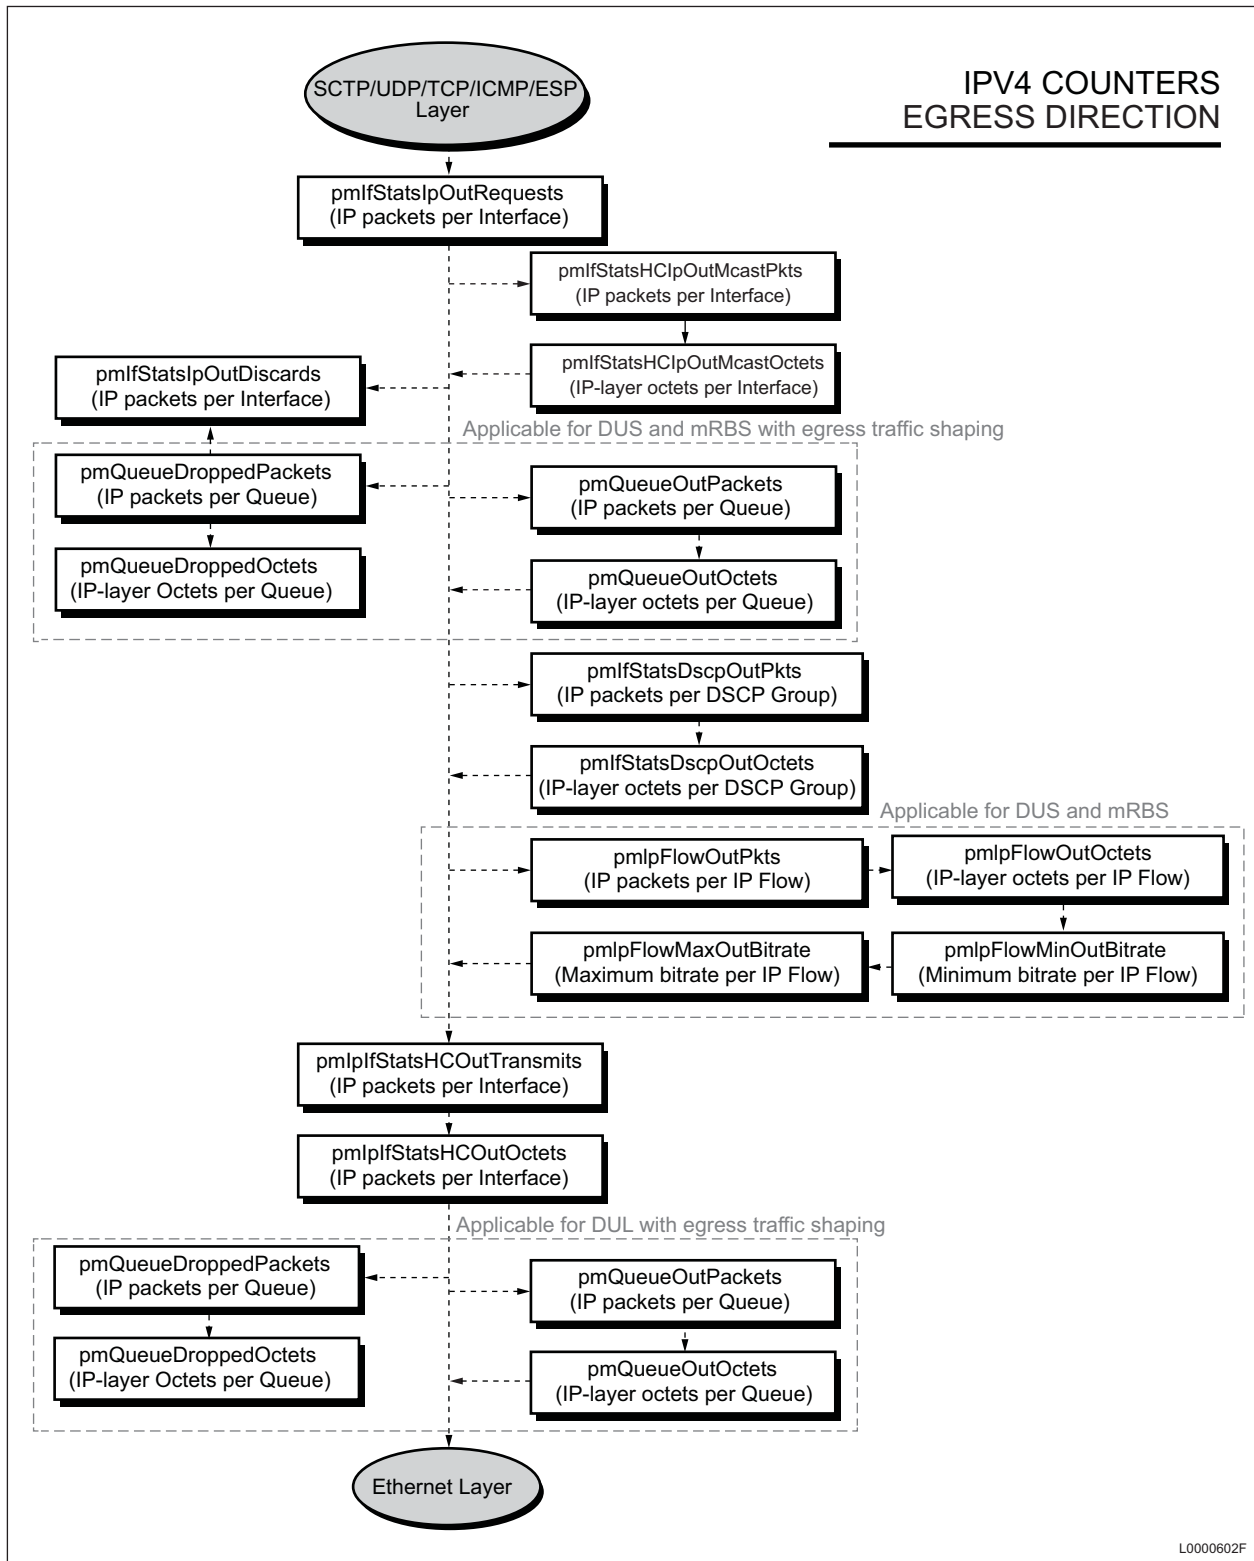 SCTP/UDP/TCP/ICMP/ESP
Layer
IPV4 COUNTERS
EGRESS DIRECTION
pmIfStatsIpOutRequests
(IP packets per Interface)
pmIfStatsHCIpOutMcastPkts
(IP packets per Interface)
pmIfStatsHCIpOutMcastOctets
(IP-layer octets per Interface)
pmIfStatsIpOutDiscards
(IP packets per Interface)
Applicable for DUS and mRBS with egress traffic shaping
pmQueueDroppedPackets
(IP packets per Queue)
pmQueueOutPackets
(IP packets per Queue)
pmQueueDroppedOctets
(IP-layer Octets per Queue)
pmQueueOutOctets
(IP-layer octets per Queue)
pmIfStatsDscpOutPkts
(IP packets per DSCP Group)
pmIfStatsDscpOutOctets
(IP-layer octets per DSCP Group)
Applicable for DUS and mRBS
pmIpFlowOutPkts
(IP packets per IP Flow)
pmIpFlowOutOctets
(IP-layer octets per IP Flow)
pmIpFlowMaxOutBitrate
(Maximum bitrate per IP Flow)
pmIpFlowMinOutBitrate
(Minimum bitrate per IP Flow)
pmIpIfStatsHCOutTransmits
(IP packets per Interface)
pmIpIfStatsHCOutOctets
(IP packets per Interface)
Applicable for DUL with egress traffic shaping
pmQueueDroppedPackets
(IP packets per Queue)
pmQueueOutPackets
(IP packets per Queue)
pmQueueDroppedOctets
(IP-layer Octets per Queue)
pmQueueOutOctets
(IP-layer octets per Queue)
Ethernet Layer
L0000602F